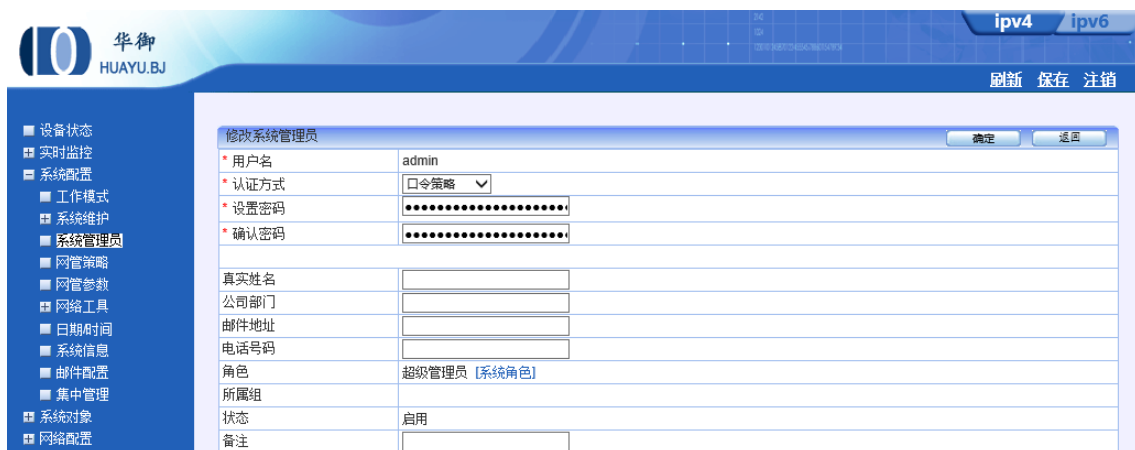 ipv4 ipv6
华御
HUAYU.BJ
刷新 保存 注销
设备状态
实时监控
系统配置
工作模式
系统维护
系统管理员
网管策略
网管参数
网络工具
日期/时间
系统信息
邮件配置
集中管理
系统对象
网络配置
修改系统管理员 确定 返回
* 用户名 admin
* 认证方式 口令策略
* 设置密码 ●●●●●●●●●●●●●●●●●●●●●
* 确认密码 ●●●●●●●●●●●●●●●●●●●●●
真实姓名
公司部门
邮件地址
电话号码
角色 超级管理员 [系统角色]
所属组
状态 启用
备注